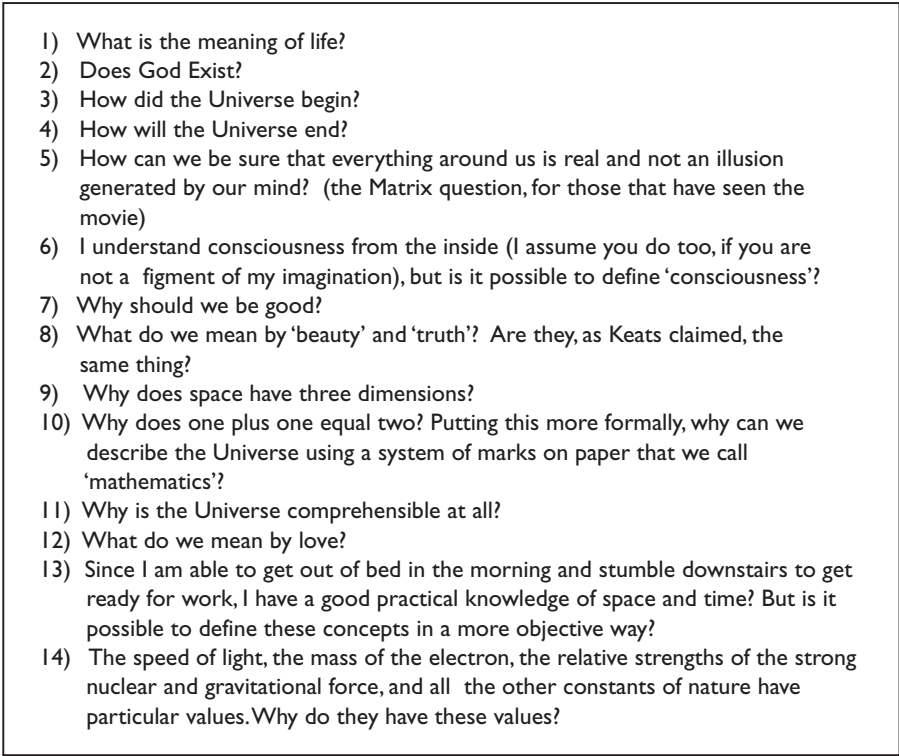 1) What is the meaning of life?
2) Does God Exist?
3) How did the Universe begin?
4) How will the Universe end?
5) How can we be sure that everything around us is real and not an illusion
generated by our mind? (the Matrix question, for those that have seen the
movie)
6) I understand consciousness from the inside (I assume you do too, if you are
not a figment of my imagination), but is it possible to define ‘consciousness’?
7) Why should we be good?
8) What do we mean by ‘beauty’ and ‘truth’? Are they, as Keats claimed, the
same thing?
9) Why does space have three dimensions?
10) Why does one plus one equal two? Putting this more formally, why can we
describe the Universe using a system of marks on paper that we call
‘mathematics’?
11) Why is the Universe comprehensible at all?
12) What do we mean by love?
13) Since I am able to get out of bed in the morning and stumble downstairs to get
ready for work, I have a good practical knowledge of space and time? But is it
possible to define these concepts in a more objective way?
14) The speed of light, the mass of the electron, the relative strengths of the strong
nuclear and gravitational force, and all the other constants of nature have
particular values. Why do they have these values?